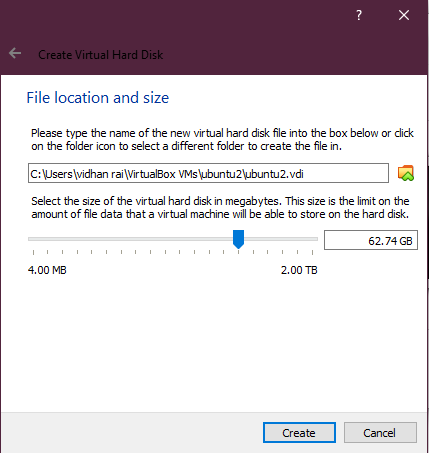 ?
Create Virtual Hard Disk
File location and size
Please type the name of the new virtual hard disk file into the box below or click
on the folder icon to select a different folder to create the file in.
C:\Users\vidhan rai\VirtualBox VMs\ubuntu2\ubuntu2.vdi
Select the size of the virtual hard disk in megabytes. This size is the limit on the
amount of file data that a virtual machine will be able to store on the hard disk.
62.74 GB
4.00 MB 2.00 TB
Create Cancel